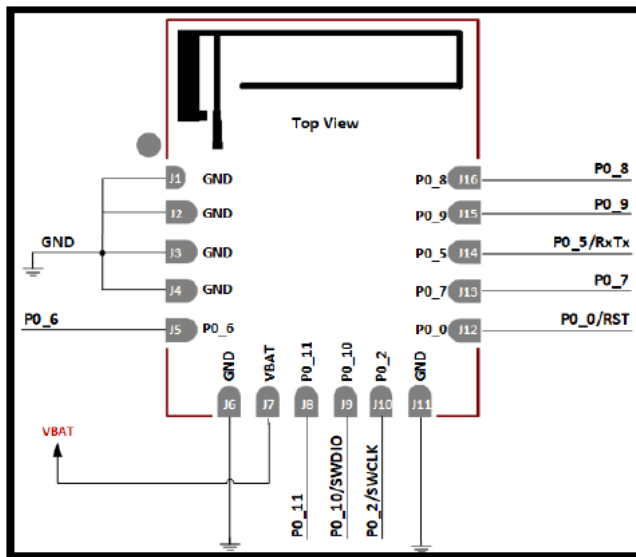 Top View
J1 GND
P0_8 J16 P0_8
J2 GND
P0_9 J15 P0_9
GND
J3 GND
P0_5 J14 P0_5/RxTx
J4 GND
P0_7 J13 P0_7
P0_6
J5 P0_6
P0_0 J12 P0_0/RST
GND
VBAT
P0_11
P0_10
P0_2
GND
J6
J7
J8
J9
J10
J11
VBAT
P0_11
P0_10/SWDIO
P0_2/SWCLK